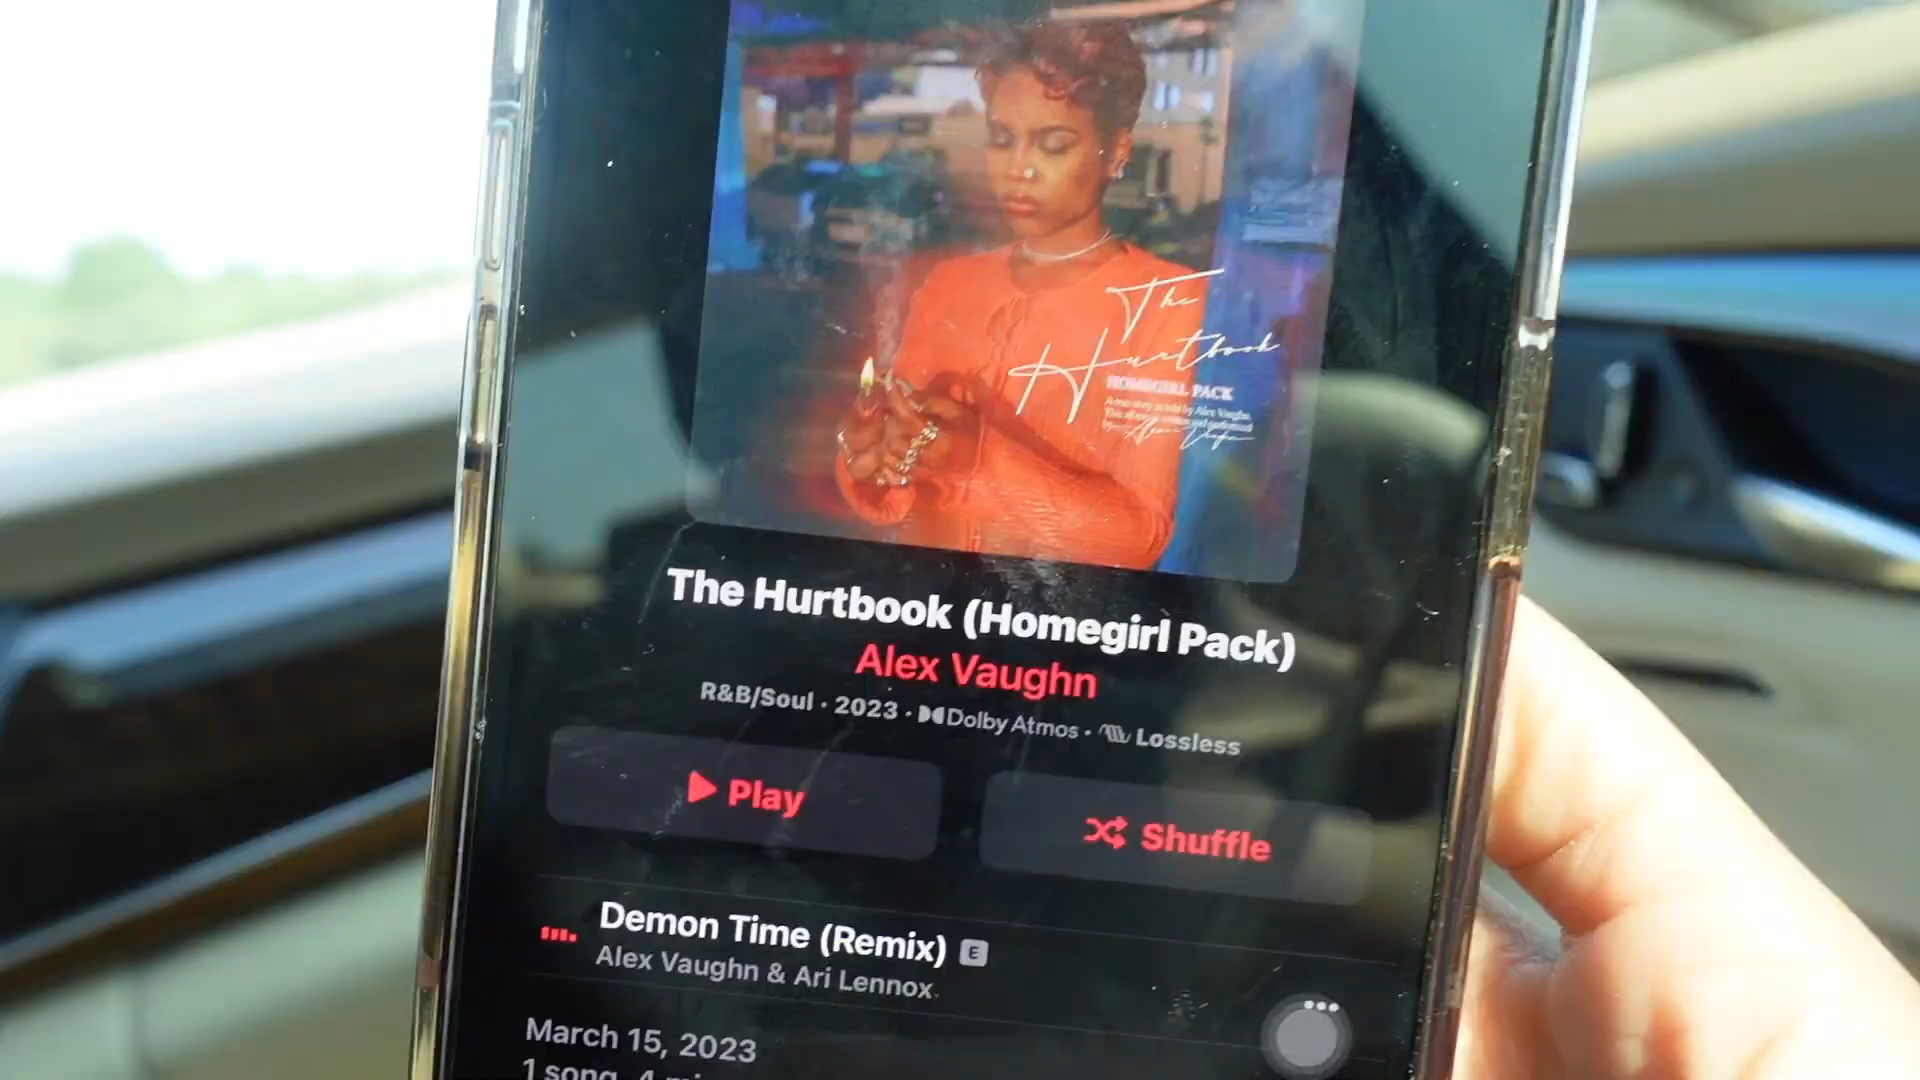 The
Hurtbook
HOMEGIRL PACK
The Hurtbook (Homegirl Pack)
Alex Vaughn
R&B/Soul · 2023 · Dolby Atmos · Lossless
Play
Shuffle
Demon Time (Remix) E
Alex Vaughn & Ari Lennox
March 15, 2023
1 song, 4